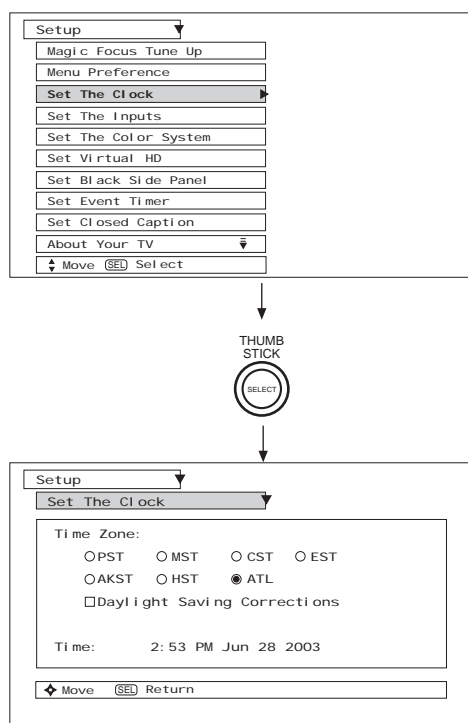 Setup
Magic Focus Tune Up
Menu Preference
Set The Clock
Set The Inputs
Set The Color System
Set Virtual HD
Set Black Side Panel
Set Event Timer
Set Closed Caption
About Your TV
Move SEL Select
THUMB
STICK
SELECT
Setup
Set The Clock
Time Zone:
PST MST CST EST
AKST HST ATL
Daylight Saving Corrections
Time: 2:53 PM Jun 28 2003
Move SEL Return